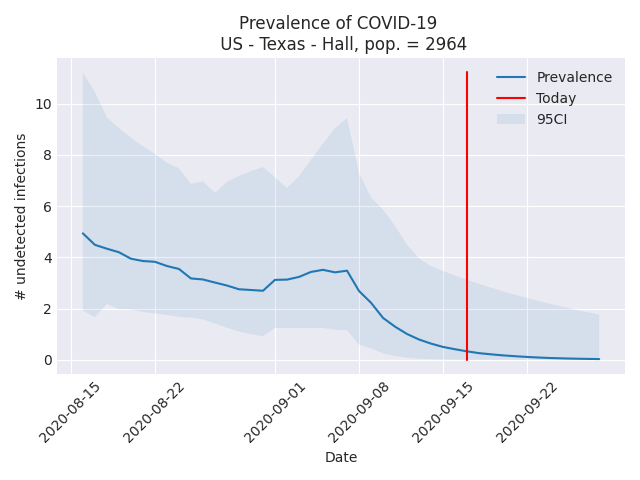 Prevalence of COVID-19
US - Texas - Hall, pop. = 2964
Prevalence
Today
95CI
# undetected infections
10
8
6
4
2
0
2020-08-15
2020-08-22
2020-09-01
2020-09-08
2020-09-15
2020-09-22
Date